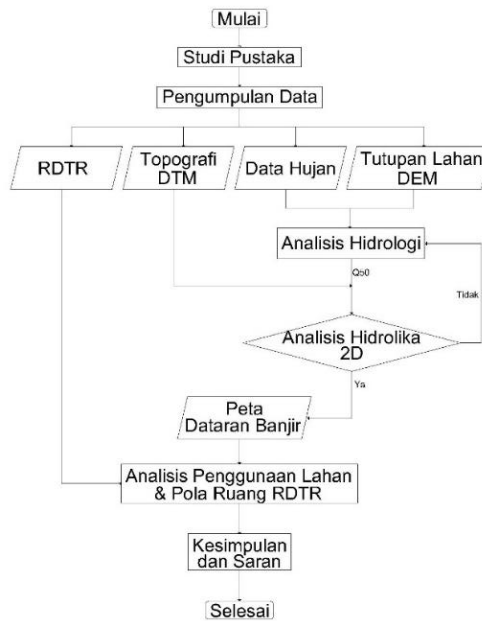 Mulai
Studi Pustaka
Pengumpulan Data
RDTR
Topografi
DTM
Data Hujan
Tutupan Lahan
DEM
Analisis Hidrologi
Q50
Tidak
Analisis Hidrolika
2D
Ya
Peta
Dataran Banjir
Analisis Penggunaan Lahan
& Pola Ruang RDTR
Kesimpulan
dan Saran
Selesai